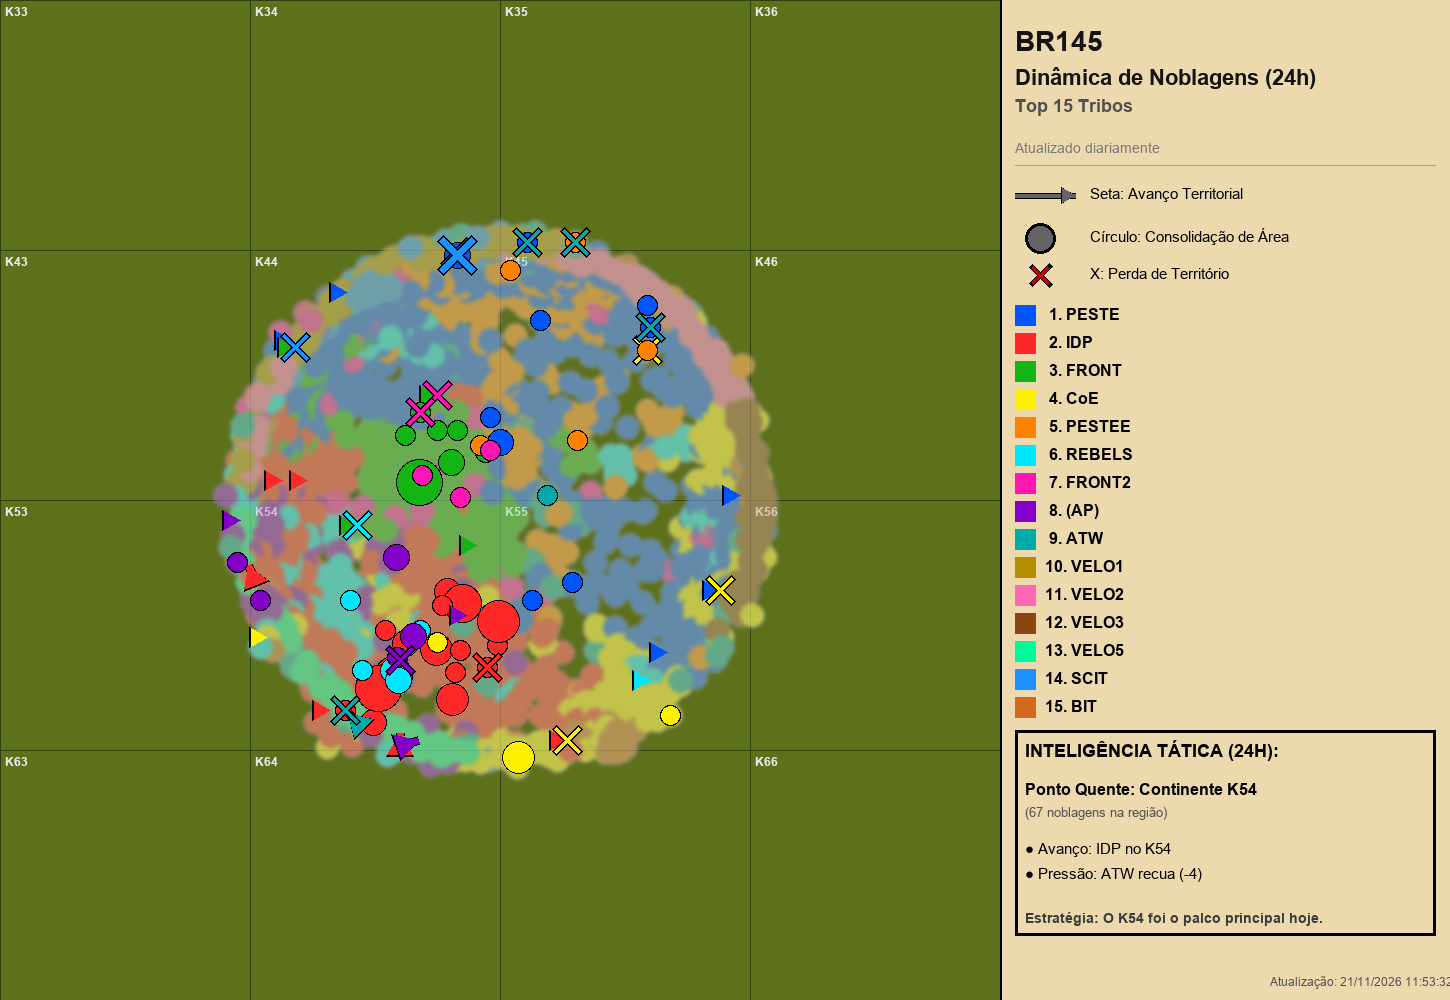 K33
K34
K35
K36
K43
K44
K45
K46
K53
K54
K55
K56
K63
K64
K66
BR145
Dinâmica de Noblagens (24h)
Top 15 Tribos
Atualizado diariamente
Seta: Avanço Territorial
Círculo: Consolidação de Área
X: Perda de Território
1. PESTE
2. IDP
3. FRONT
4. CoE
5. PESTEE
6. REBELS
7. FRONT2
8. (AP)
9. ATW
10. VELO1
11. VELO2
12. VELO3
13. VELO5
14. SCIT
15. BIT
INTELIGÊNCIA TÁTICA (24H):
Ponto Quente: Continente K54
(67 noblagens na região)
● Avanço: IDP no K54
● Pressão: ATW recua (-4)
Estratégia: O K54 foi o palco principal hoje.
Atualização: 21/11/2026 11:53:32